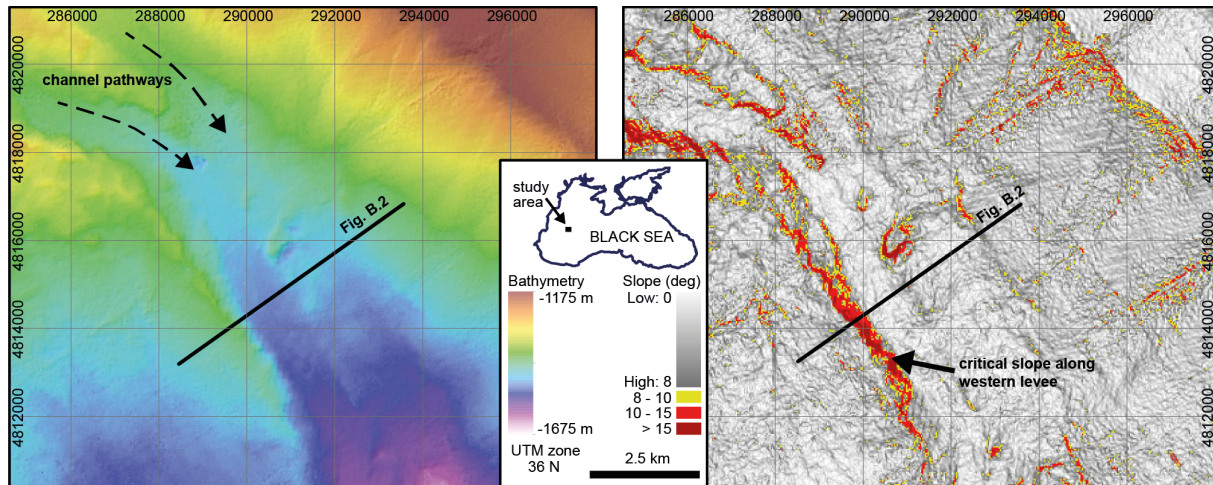 286000 288000 290000 292000 294000 296000
4820000
4818000
4816000
4814000
4812000
channel pathways
Fig. B.2
study
area
BLACK SEA
Bathymetry
-1175 m
-1675 m
UTM zone
36 N
Slope (deg)
Low: 0
High: 8
8 - 10
10 - 15
> 15
2.5 km
286000 288000 290000 292000 294000 296000
4820000
4818000
4816000
4814000
4812000
Fig. B.2
critical slope along
western levee